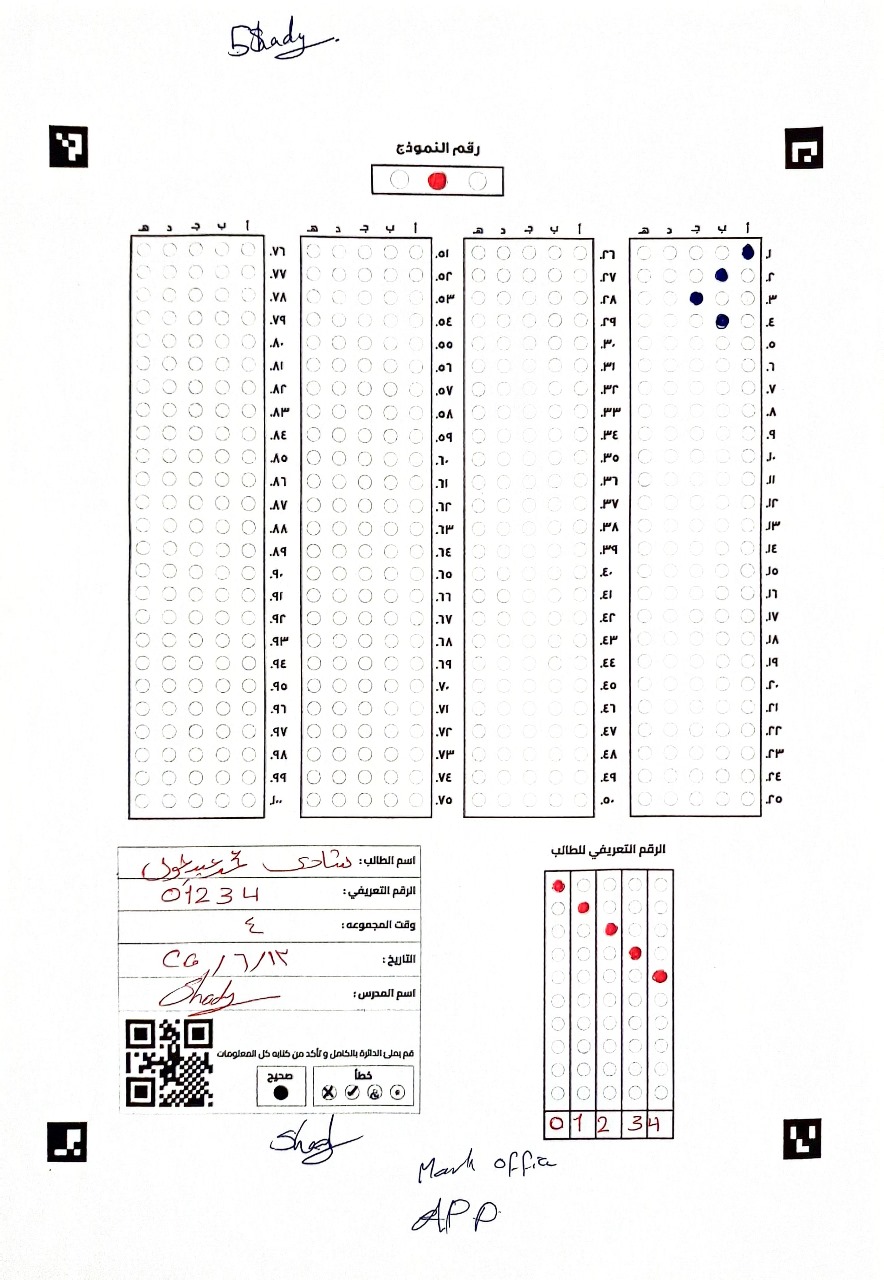 Shady
رقم النموذج
أ ب جـ د هـ
أ ب جـ د هـ
أ ب جـ د هـ
أ ب جـ د هـ
١. ٢٦. ٥١. ٧٦.
٢. ٢٧. ٥٢. ٧٧.
٣. ٢٨. ٥٣. ٧٨.
٤. ٢٩. ٥٤. ٧٩.
٥. ٣٠. ٥٥. ٨٠.
٦. ٣١. ٥٦. ٨١.
٧. ٣٢. ٥٧. ٨٢.
٨. ٣٣. ٥٨. ٨٣.
٩. ٣٤. ٥٩. ٨٤.
١٠. ٣٥. ٦٠. ٨٥.
١١. ٣٦. ٦١. ٨٦.
١٢. ٣٧. ٦٢. ٨٧.
١٣. ٣٨. ٦٣. ٨٨.
١٤. ٣٩. ٦٤. ٨٩.
١٥. ٤٠. ٦٥. ٩٠.
١٦. ٤١. ٦٦. ٩١.
١٧. ٤٢. ٦٧. ٩٢.
١٨. ٤٣. ٦٨. ٩٣.
١٩. ٤٤. ٦٩. ٩٤.
٢٠. ٤٥. ٧٠. ٩٥.
٢١. ٤٦. ٧١. ٩٦.
٢٢. ٤٧. ٧٢. ٩٧.
٢٣. ٤٨. ٧٣. ٩٨.
٢٤. ٤٩. ٧٤. ٩٩.
٢٥. ٥٠. ٧٥. ١٠٠.
الرقم التعريفي للطالب
0 1 2 3 4
اسم الطالب: شادى
الرقم التعريفي: 01234
وقت المجموعه: ٤
التاريخ: ١٢/٦/
اسم المدرس: Shady
قم بملئ الدائرة بالكامل و تأكد من كتابه كل المعلومات
خطأ
صحيح
Shady
Mark office
APP